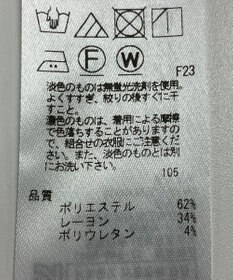 F W
F23
淡色のものは無蛍光洗剤を使用。
よくすすぎ、絞りの後すぐに干
すこと。
濃色のものは、着用による摩擦
で色落ちすることがありますの
で、組合せの衣服にご注意くだ
さい。また、淡色のものとは別
にお洗い下さい。
105
品質
ポリエステル 62%
レーヨン 34%
ポリウレタン 4%